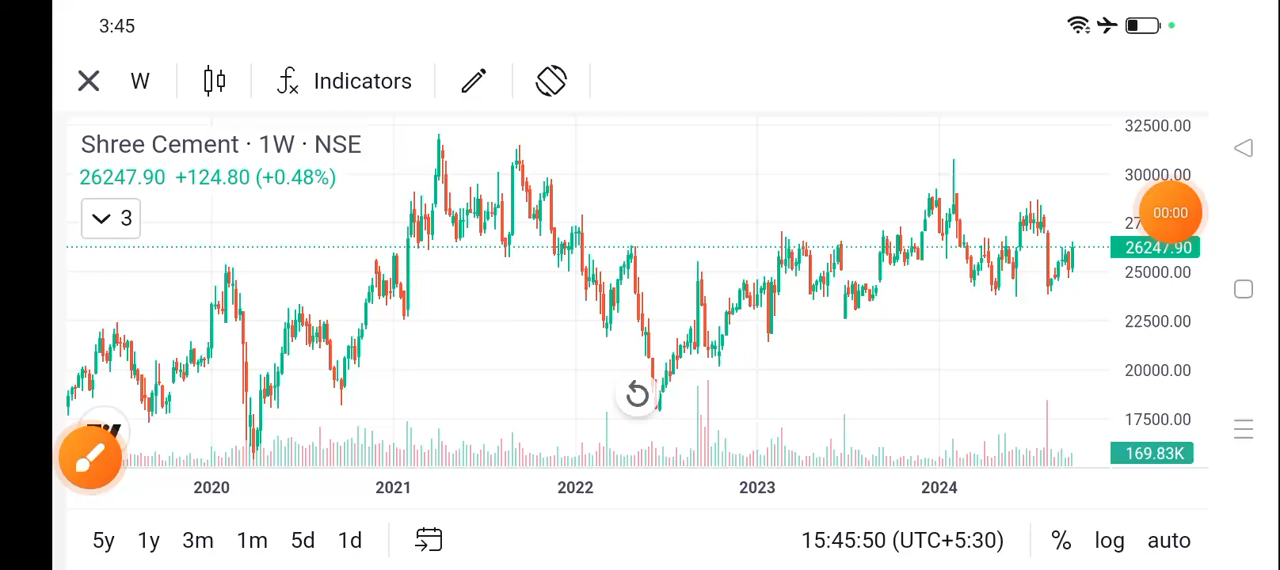 3:45
W
Indicators
Shree Cement · 1W · NSE
26247.90 +124.80 (+0.48%)
3
32500.00
30000.00
00:00
26247.90
25000.00
22500.00
20000.00
17500.00
169.83K
2020 2021 2022 2023 2024
5y 1y 3m 1m 5d 1d
15:45:50 (UTC+5:30)
% log auto